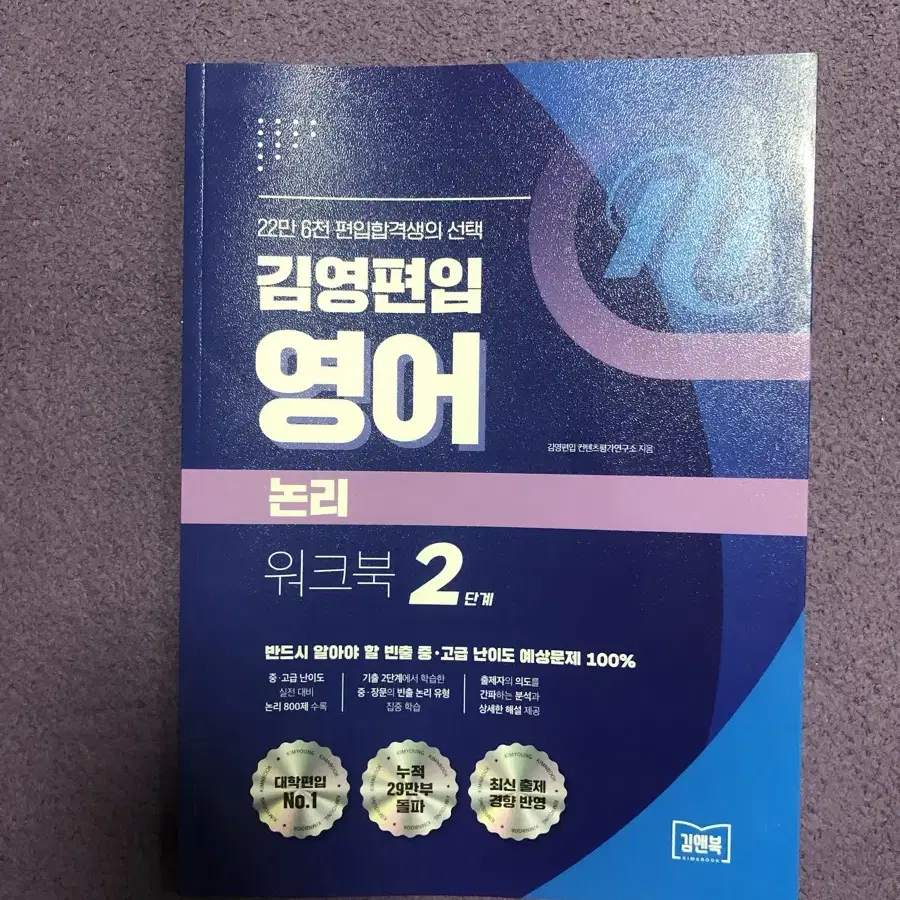 22만 6천 편입합격생의 선택
김영편입
영어
김영편입 컨텐츠평가연구소 지음
논리
워크북 2단계
반드시 알아야 할 빈출 중·고급 난이도 예상문제 100%
중·고급 난이도
실전 대비
논리 800제 수록
기출 2단계에서 학습한
중·장문의 빈출 논리 유형
집중 학습
출제자의 의도를
간파하는 분석과
상세한 해설 제공
대학편입
No.1
누적
29만부
돌파
최신 출제
경향 반영
김앤북
KIM&BOOK